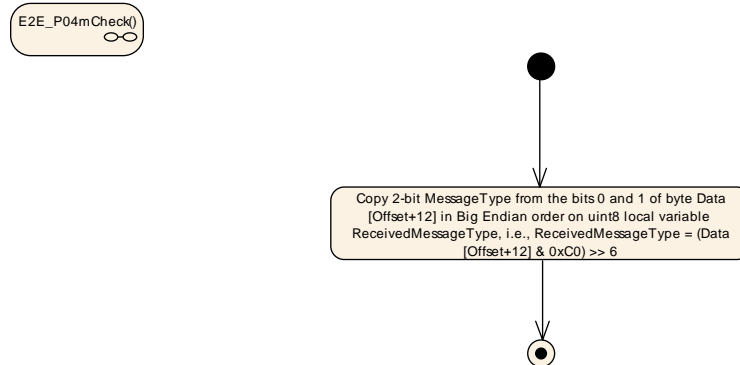 E2E_P04mCheck()
Copy 2-bit MessageType from the bits 0 and 1 of byte Data
[Offset+12] in Big Endian order on uint8 local variable
ReceivedMessageType, i.e., ReceivedMessageType = (Data
[Offset+12] & 0xC0) >> 6